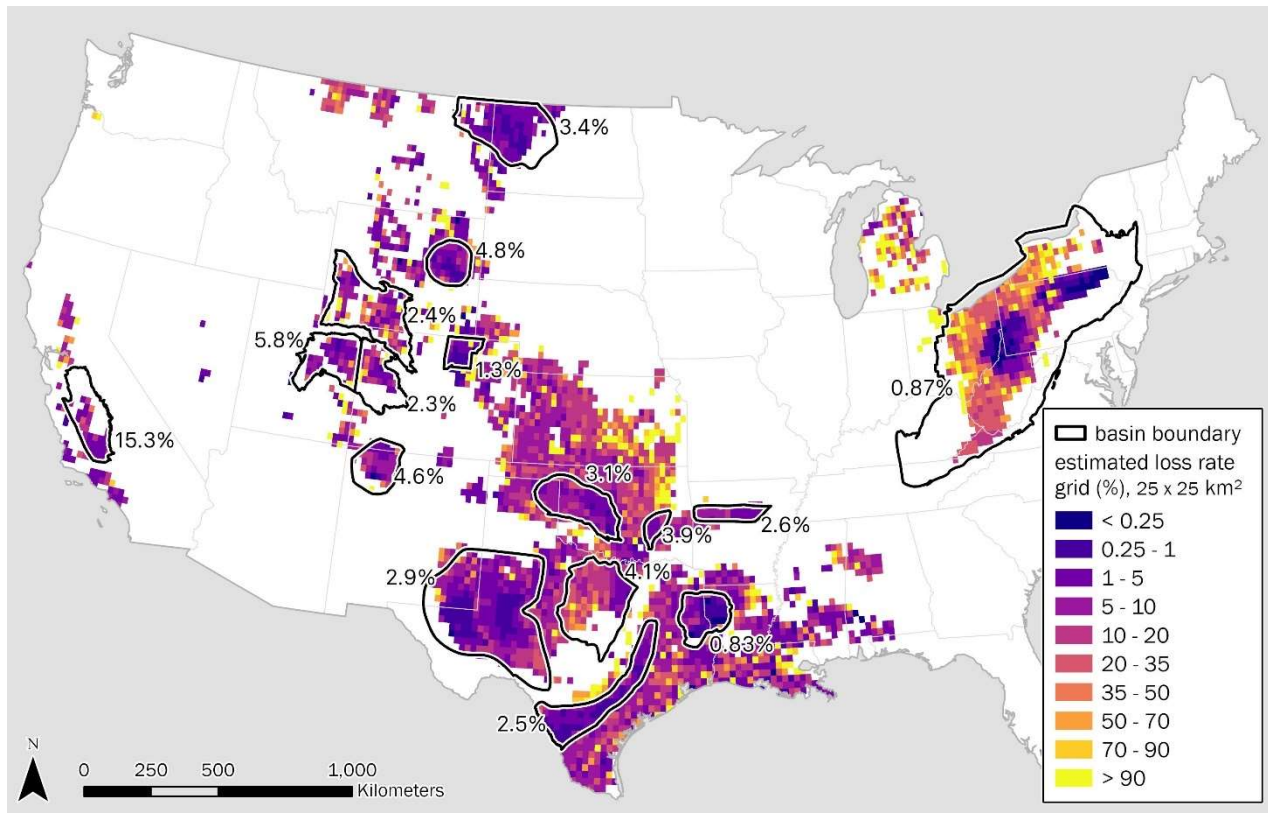 3.4%
4.8%
2.4%
5.8%
1.3%
2.3%
0.87%
15.3%
4.6%
3.1%
2.6%
3.9%
2.9%
4.1%
0.83%
2.5%
basin boundary
estimated loss rate
grid (%), 25 x 25 km²
< 0.25
0.25 - 1
1 - 5
5 - 10
10 - 20
20 - 35
35 - 50
50 - 70
70 - 90
> 90
N
0 250 500 1,000
Kilometers